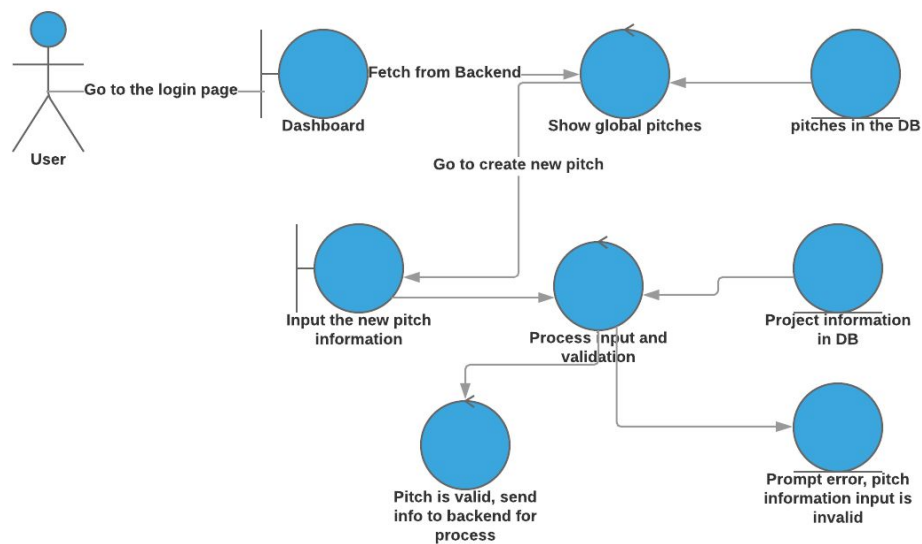 Go to the login page
User
Fetch from Backend
Dashboard
Show global pitches
pitches in the DB
Go to create new pitch
Input the new pitch
information
Process input and
validation
Project information
in DB
Pitch is valid, send
info to backend for
process
Prompt error, pitch
information input is
invalid